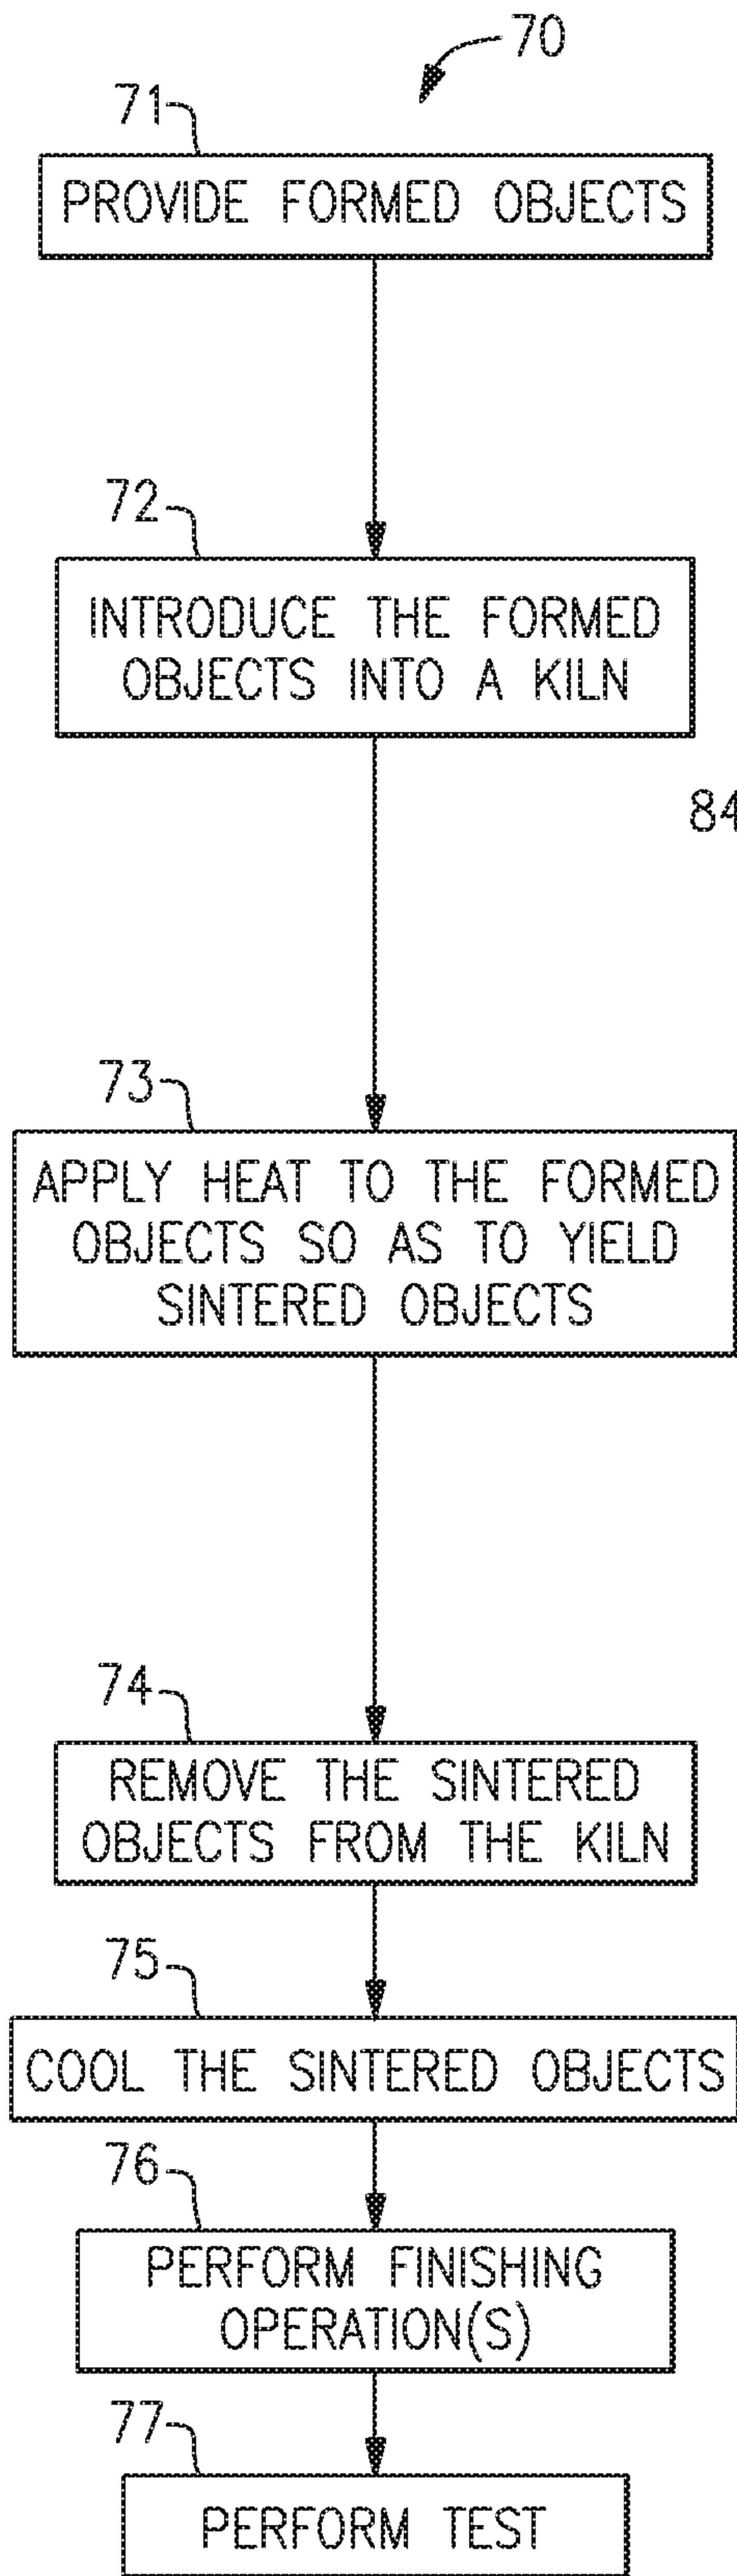 70
71
PROVIDE FORMED OBJECTS
72
INTRODUCE THE FORMED
OBJECTS INTO A KILN
84
73
APPLY HEAT TO THE FORMED
OBJECTS SO AS TO YIELD
SINTERED OBJECTS
74
REMOVE THE SINTERED
OBJECTS FROM THE KILN
75
COOL THE SINTERED OBJECTS
76
PERFORM FINISHING
OPERATION(S)
77
PERFORM TEST